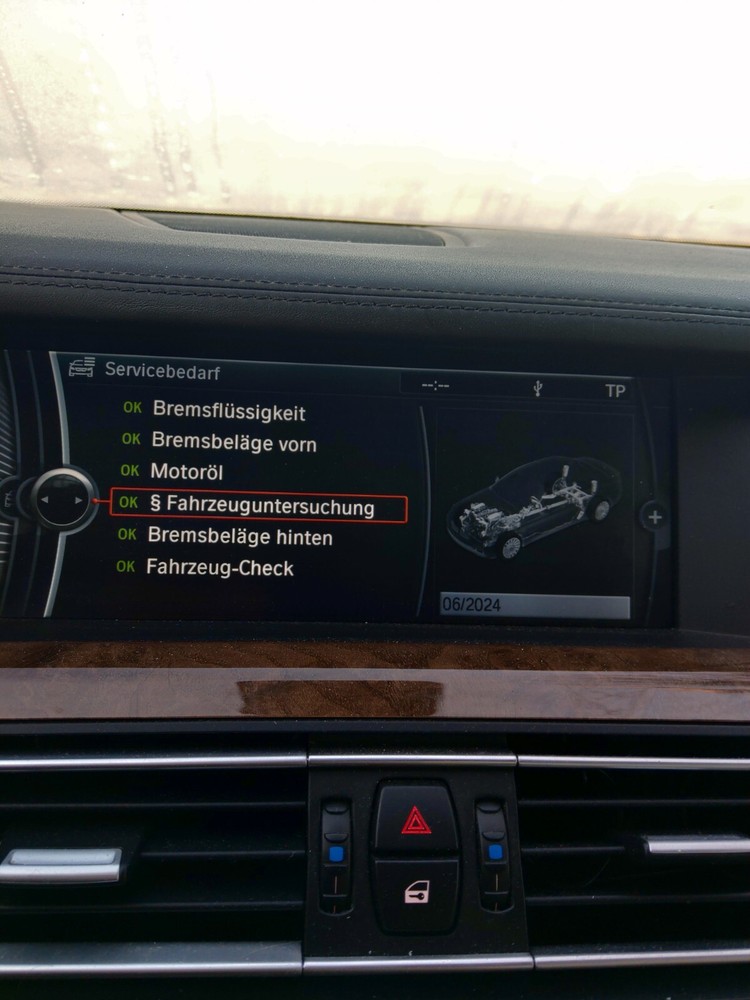 Servicebedarf
--:-- TP
OK Bremsflüssigkeit
OK Bremsbeläge vorn
OK Motoröl
OK § Fahrzeuguntersuchung
OK Bremsbeläge hinten
OK Fahrzeug-Check
06/2024